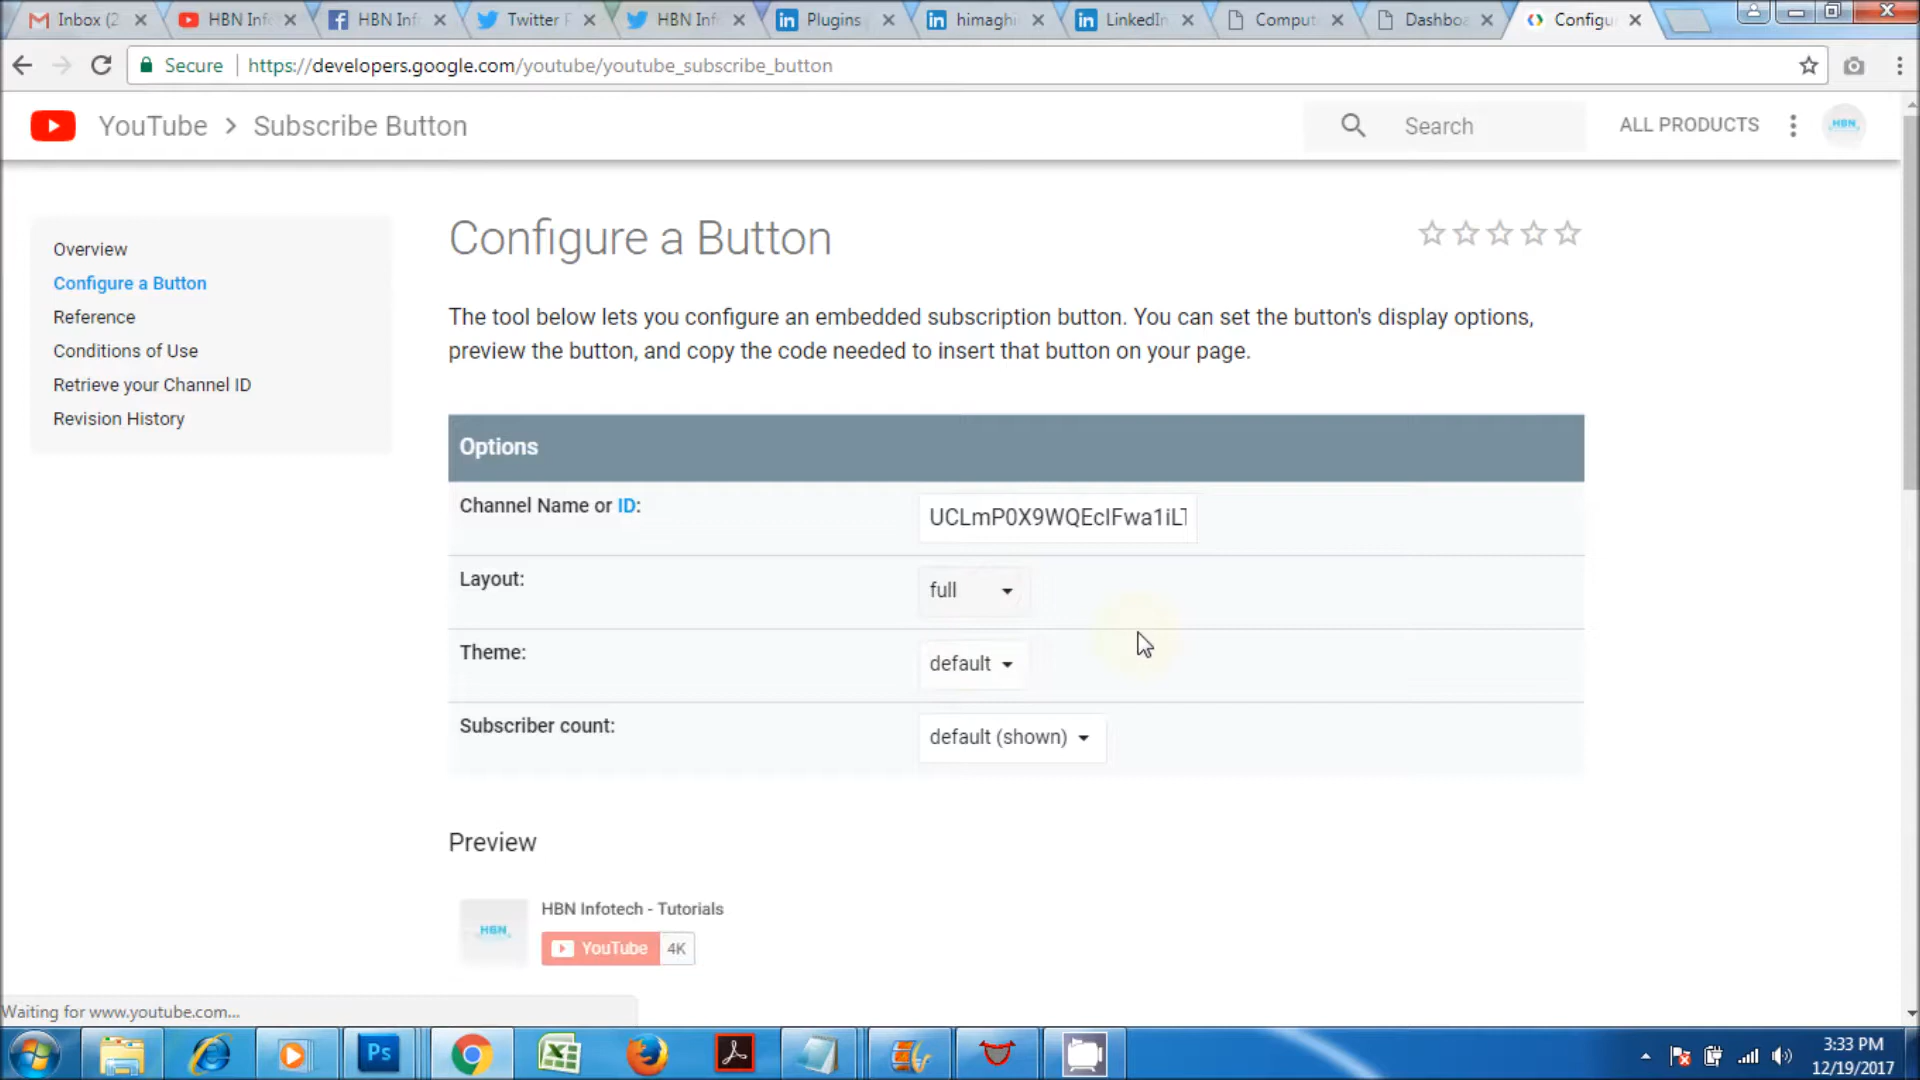 Inbox (2
HBN Inf
HBN Inf
Twitter F
HBN Inf
Plugins
himaghi
LinkedIn
Comput
Dashbo
Configu
Secure
https://developers.google.com/youtube/youtube_subscribe_button
YouTube > Subscribe Button
Search
ALL PRODUCTS
HBN
Overview
Configure a Button
Reference
Conditions of Use
Retrieve your Channel ID
Revision History
Configure a Button
The tool below lets you configure an embedded subscription button. You can set the button's display options,
preview the button, and copy the code needed to insert that button on your page.
Options
Channel Name or ID:
UCLmP0X9WQEcIFwa1iLT
Layout:
full
Theme:
default
Subscriber count:
default (shown)
Preview
HBN
HBN Infotech - Tutorials
YouTube 4K
Waiting for www.youtube.com...
Ps
3:33 PM
12/19/2017